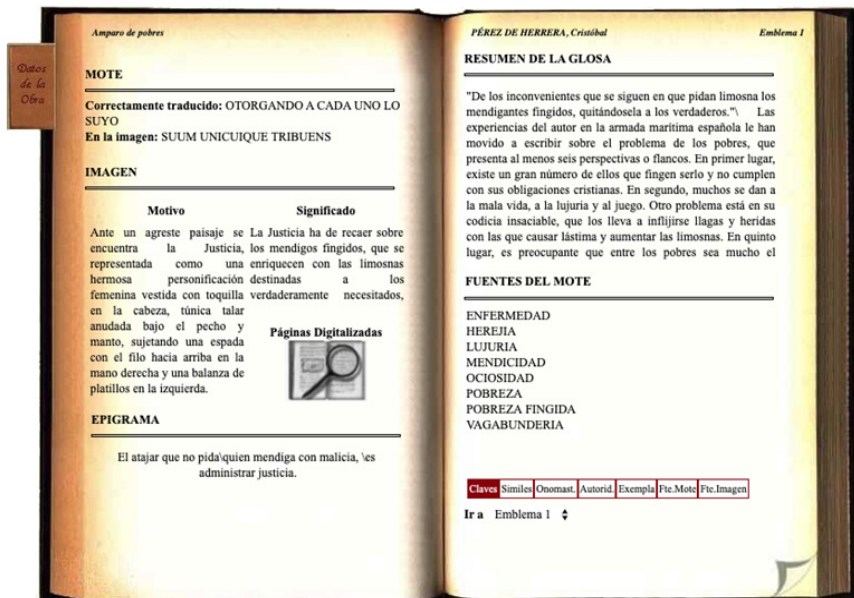 Datos
de la
Obra
Amparo de pobres
MOTE
Correctamente traducido: OTORGANDO A CADA UNO LO
SUYO
En la imagen: SUUM UNICUIQUE TRIBUENS
IMAGEN
Motivo
Ante un agreste paisaje se
encuentra la Justicia,
representada como una
hermosa personificación
femenina vestida con toquilla
en la cabeza, túnica talar
anudada bajo el pecho y
manto, sujetando una espada
con el filo hacia arriba en la
mano derecha y una balanza de
platillos en la izquierda.
Significado
La Justicia ha de recaer sobre
los mendigos fingidos, que se
enriquecen con las limosnas
destinadas a los
verdaderamente necesitados,
Páginas Digitalizadas
EPIGRAMA
El atajar que no pida\quien mendiga con malicia, \es
administrar justicia.
PÉREZ DE HERRERA, Cristóbal
Emblema 1
RESUMEN DE LA GLOSA
"De los inconvenientes que se siguen en que pidan limosna los
mendigantes fingidos, quitándosela a los verdaderos."\ Las
experiencias del autor en la armada marítima española le han
movido a escribir sobre el problema de los pobres, que
presenta al menos seis perspectivas o flancos. En primer lugar,
existe un gran número de ellos que fingen serlo y no cumplen
con sus obligaciones cristianas. En segundo, muchos se dan a
la mala vida, a la lujuria y al juego. Otro problema está en su
codicia insaciable, que los lleva a inflijirse llagas y heridas
con las que causar lástima y aumentar las limosnas. En quinto
lugar, es preocupante que entre los pobres sea mucho el
FUENTES DEL MOTE
ENFERMEDAD
HEREJIA
LUJURIA
MENDICIDAD
OCIOSIDAD
POBREZA
POBREZA FINGIDA
VAGABUNDERIA
Claves Similes Onomast. Autorid. Exempla Fte.Mote Fte.Imagen
Ir a Emblema 1